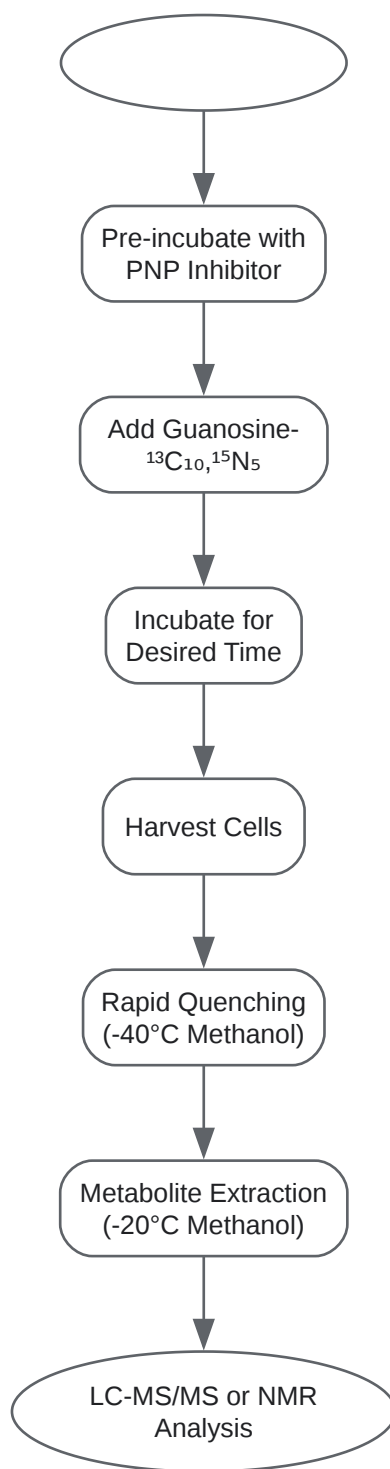 Pre-incubate with
PNP Inhibitor
Add Guanosine-
¹³C₁₀,¹⁵N₅
Incubate for
Desired Time
Harvest Cells
Rapid Quenching
(-40°C Methanol)
Metabolite Extraction
(-20°C Methanol)
LC-MS/MS or NMR
Analysis